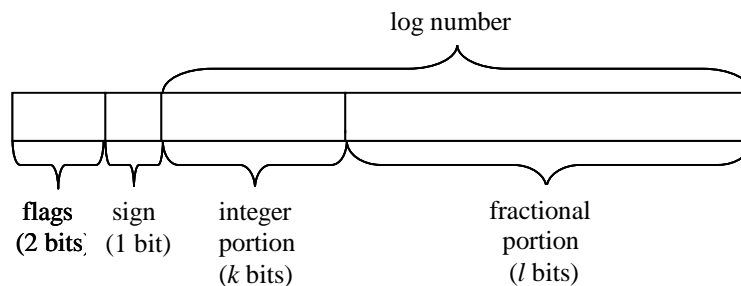 log number
flags
(2 bits)
sign
(1 bit)
integer
portion
(k bits)
fractional
portion
(l bits)